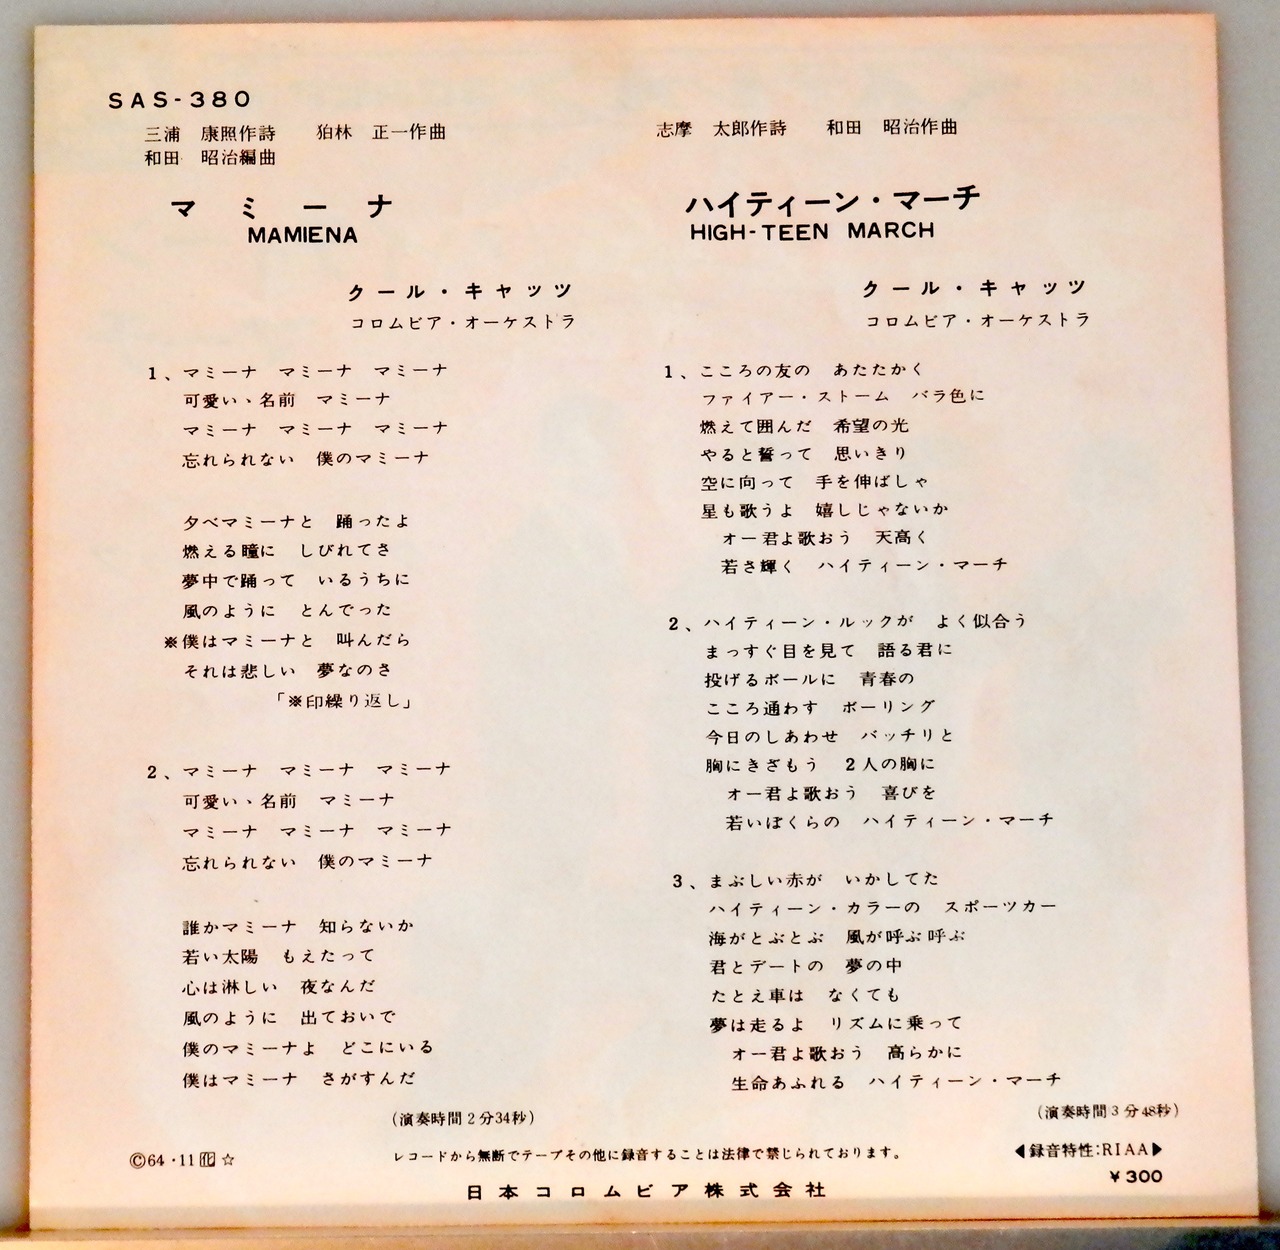 SAS-380
三浦　康照作詩　　狛林　正一作曲
和田　昭治編曲
マミーナ
MAMIENA
クール・キャッツ
コロムビア・オーケストラ
1、マミーナ　マミーナ　マミーナ
可愛いゝ名前　マミーナ
マミーナ　マミーナ　マミーナ
忘れられない　僕のマミーナ
夕べマミーナと　踊ったよ
燃える瞳に　しびれてさ
夢中で踊って　いるうちに
風のように　とんでった
※僕はマミーナと　叫んだら
それは悲しい　夢なのさ
「※印繰り返し」
2、マミーナ　マミーナ　マミーナ
可愛いゝ名前　マミーナ
マミーナ　マミーナ　マミーナ
忘れられない　僕のマミーナ
誰かマミーナ　知らないか
若い太陽　もえたって
心は淋しい　夜なんだ
風のように　出ておいで
僕のマミーナよ　どこにいる
僕はマミーナ　さがすんだ
(演奏時間2分34秒)
志摩　太郎作詩　　和田　昭治作曲
ハイティーン・マーチ
HIGH-TEEN MARCH
クール・キャッツ
コロムビア・オーケストラ
1、こころの友の　あたたかく
ファイアー・ストーム　バラ色に
燃えて囲んだ　希望の光
やると誓って　思いきり
空に向って　手を伸ばしゃ
星も歌うよ　嬉しじゃないか
オー君よ歌おう　天高く
若さ輝く　ハイティーン・マーチ
2、ハイティーン・ルックが　よく似合う
まっすぐ目を見て　語る君に
投げるボールに　青春の
こころ通わす　ボーリング
今日のしあわせ　バッチリと
胸にきざもう　2人の胸に
オー君よ歌おう　喜びを
若いぼくらの　ハイティーン・マーチ
3、まぶしい赤が　いかしてた
ハイティーン・カラーの　スポーツカー
海がとぶとぶ　風が呼ぶ呼ぶ
君とデートの　夢の中
たとえ車は　なくても
夢は走るよ　リズムに乗って
オー君よ歌おう　高らかに
生命あふれる　ハイティーン・マーチ
(演奏時間3分48秒)
Ⓒ64・11 化 ☆
レコードから無断でテープその他に録音することは法律で禁じられております。
◀録音特性:RIAA▶
¥300
日本コロムビア株式会社